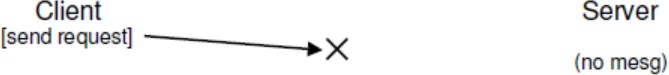 Client
[send request]
Server
(no mesg)